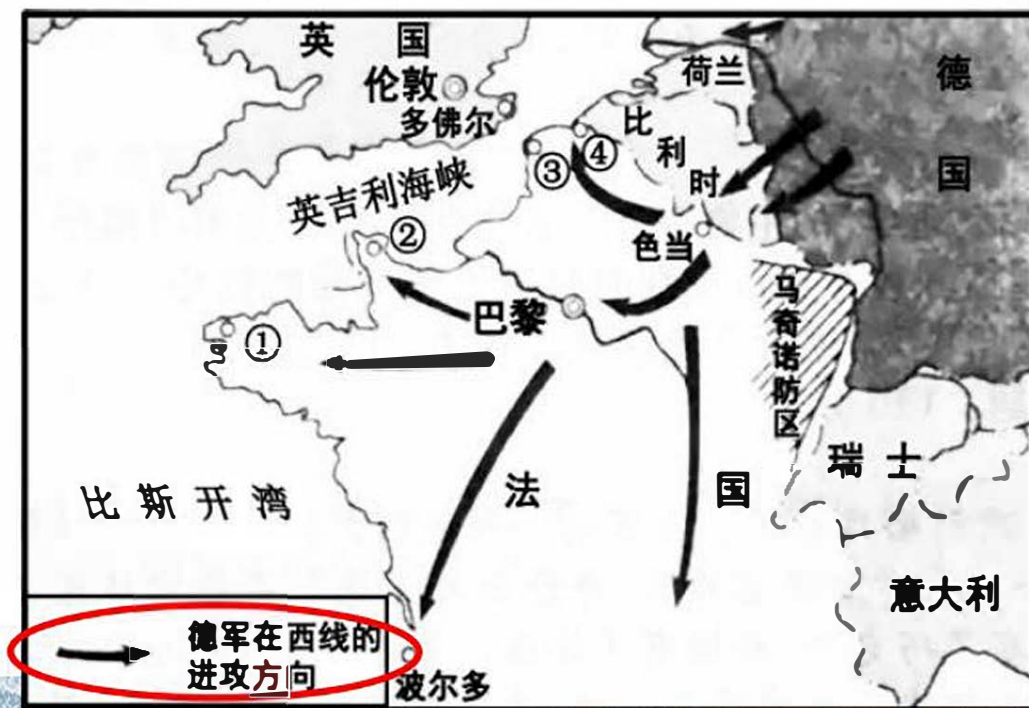 英国
伦敦
多佛尔
荷兰
德国
比利时
③
④
英吉利海峡
②
色当
巴黎
马奇诺防区
①
法国
瑞士
比斯开湾
意大利
德军在西线的
进攻方向
波尔多